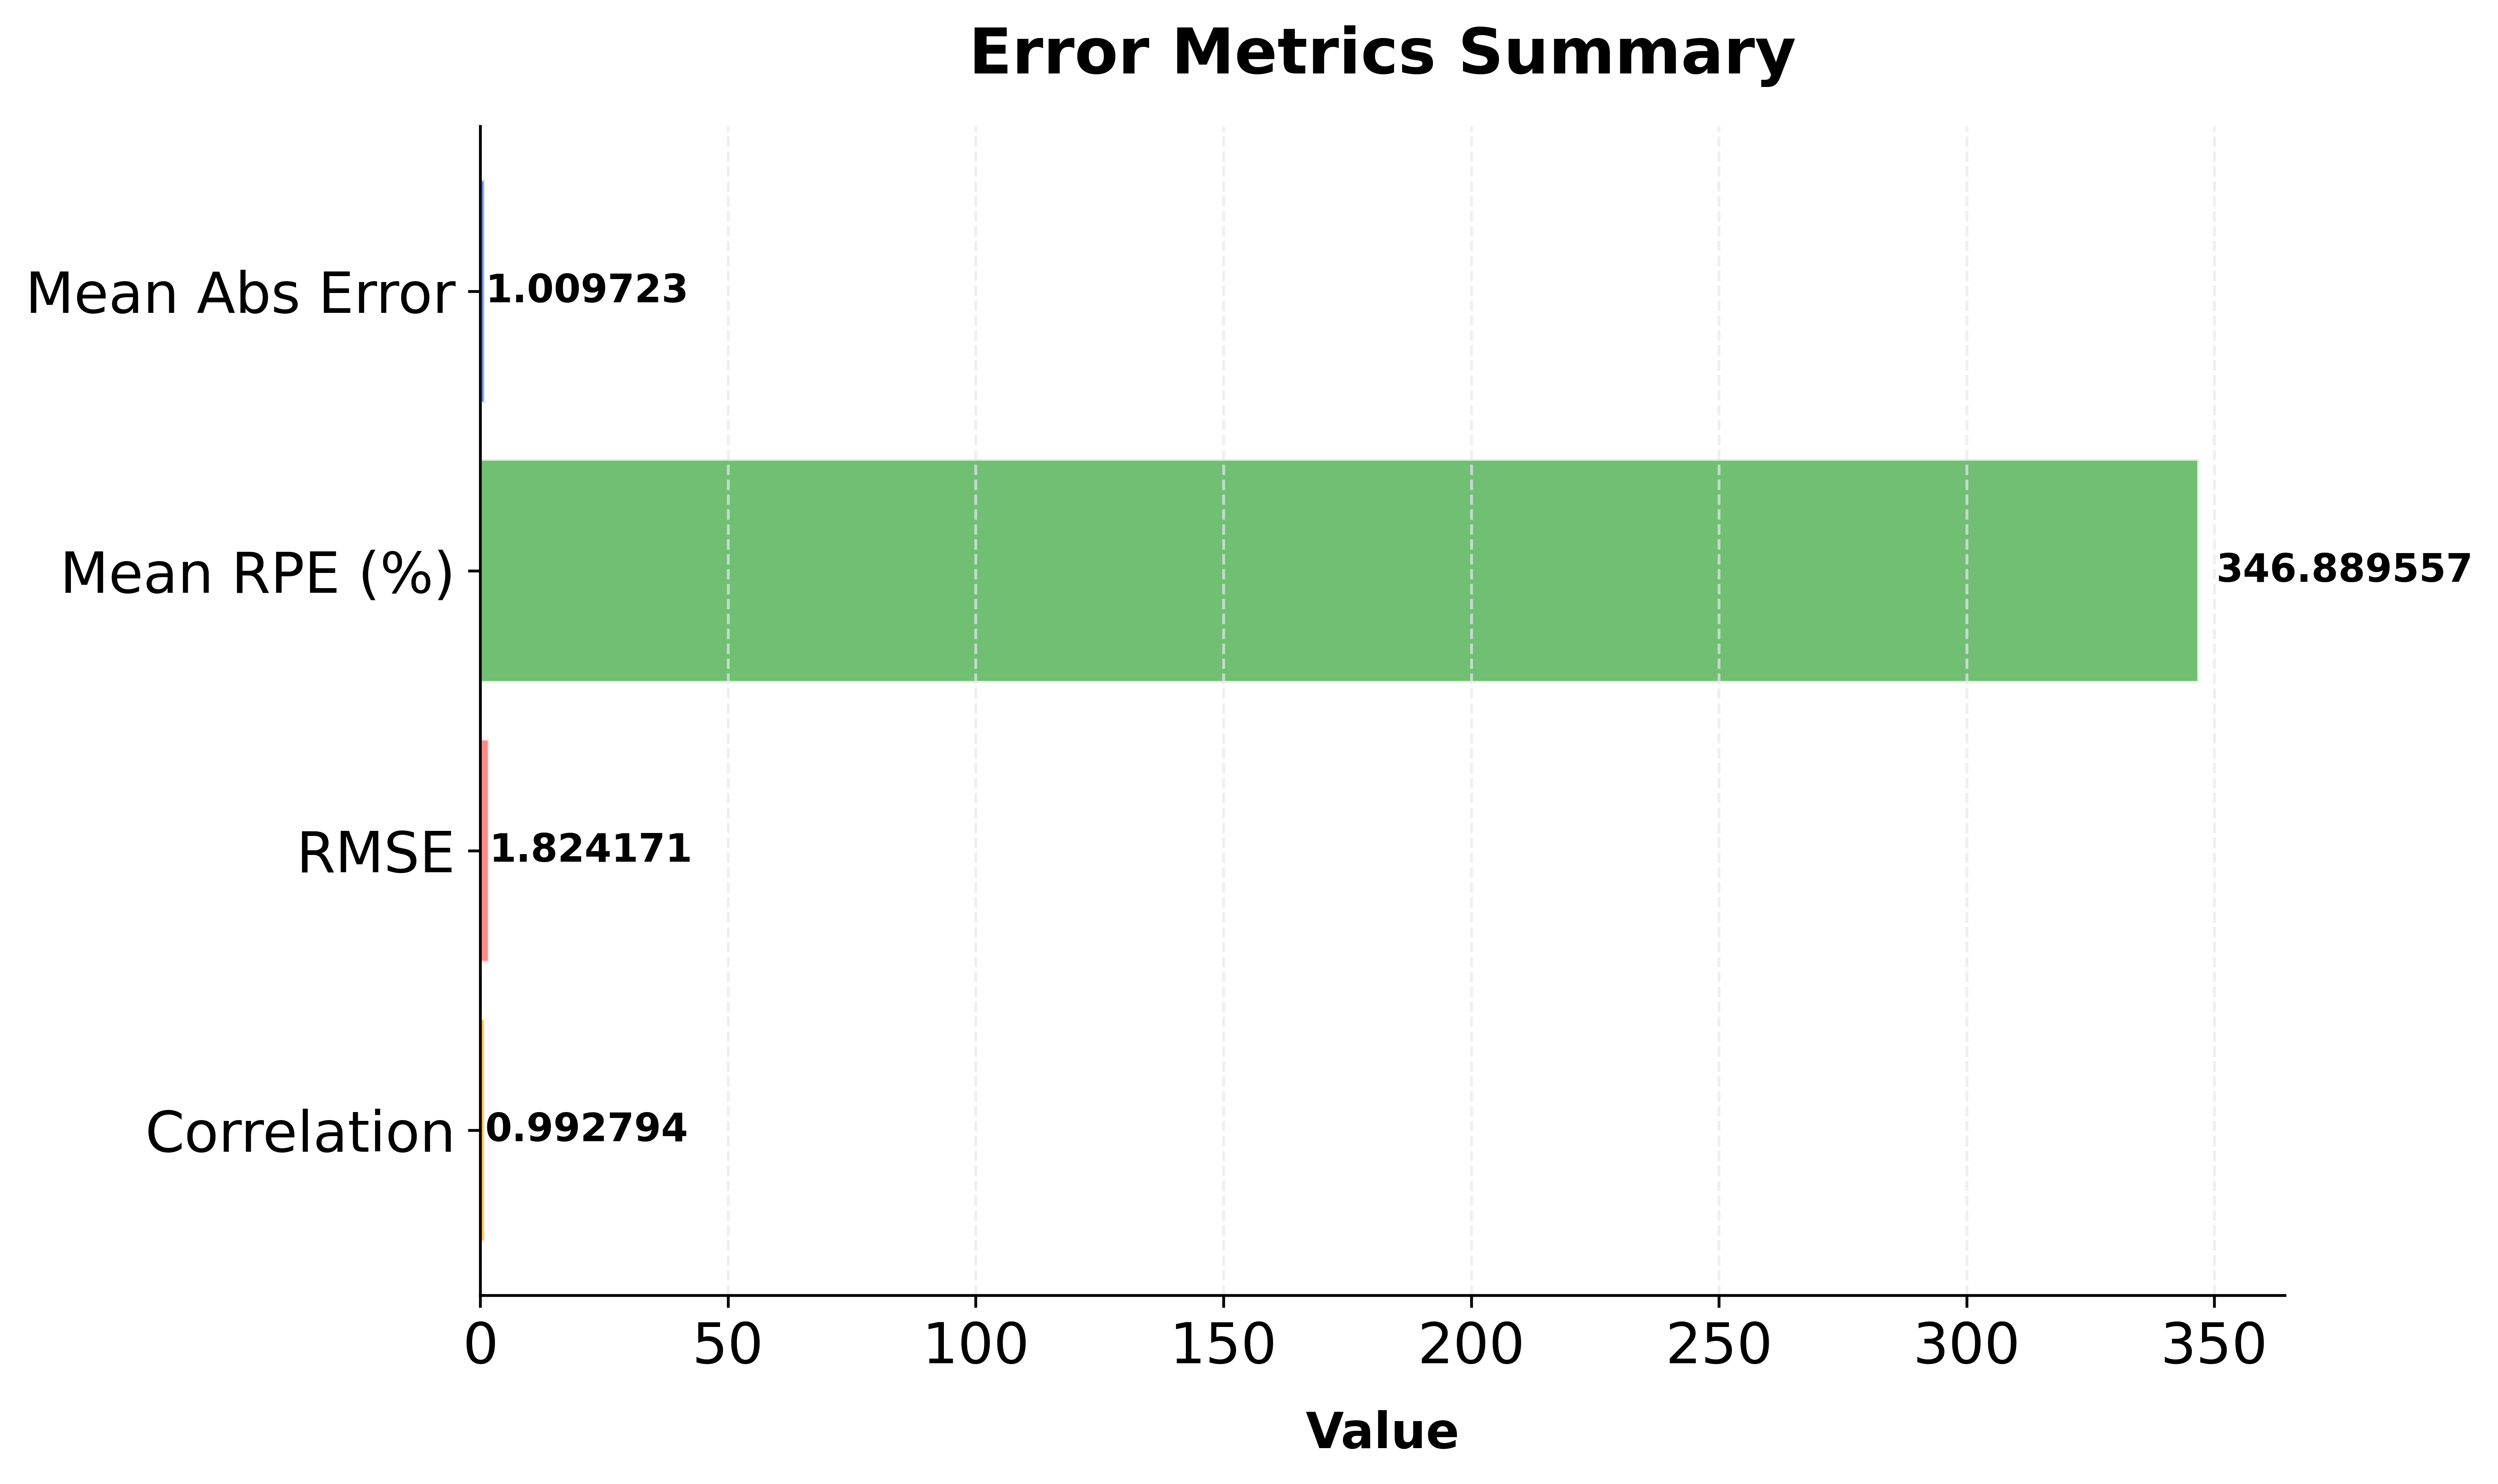 Error Metrics Summary
Mean Abs Error
1.009723
Mean RPE (%)
346.889557
RMSE
1.824171
Correlation
0.992794
0 50 100 150 200 250 300 350
Value